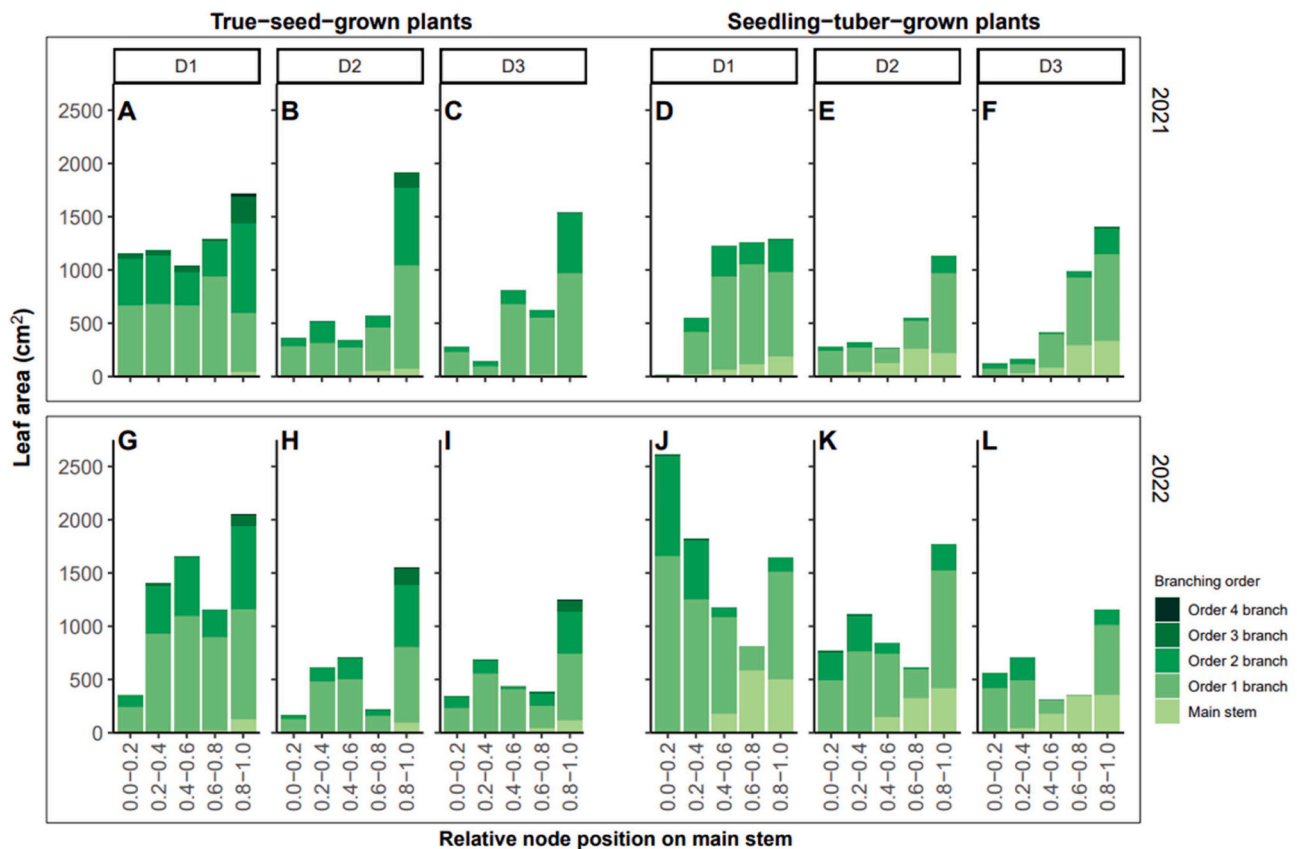 True-seed-grown plants Seedling-tuber-grown plants
D1 D2 D3 D1 D2 D3
A B C D E F
2500
2000
1500
1000
500
0
2021
Leaf area (cm²)
G H I J K L
2500
2000
1500
1000
500
0
2022
0.0-0.2 0.2-0.4 0.4-0.6 0.6-0.8 0.8-1.0 0.0-0.2 0.2-0.4 0.4-0.6 0.6-0.8 0.8-1.0 0.0-0.2 0.2-0.4 0.4-0.6 0.6-0.8 0.8-1.0 0.0-0.2 0.2-0.4 0.4-0.6 0.6-0.8 0.8-1.0 0.0-0.2 0.2-0.4 0.4-0.6 0.6-0.8 0.8-1.0 0.0-0.2 0.2-0.4 0.4-0.6 0.6-0.8 0.8-1.0
Relative node position on main stem
Branching order
Order 4 branch
Order 3 branch
Order 2 branch
Order 1 branch
Main stem